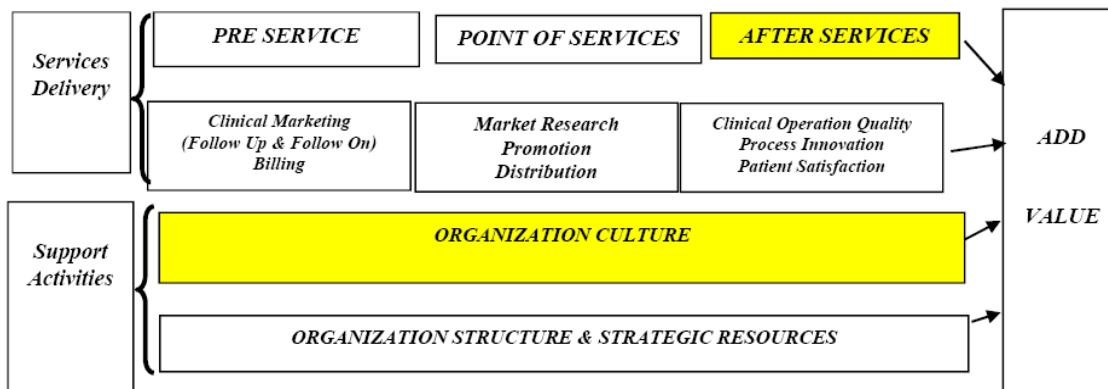 Services
Delivery
PRE SERVICE
POINT OF SERVICES
AFTER SERVICES
Clinical Marketing
(Follow Up & Follow On)
Billing
Market Research
Promotion
Distribution
Clinical Operation Quality
Process Innovation
Patient Satisfaction
Support
Activities
ORGANIZATION CULTURE
ORGANIZATION STRUCTURE & STRATEGIC RESOURCES
ADD
VALUE